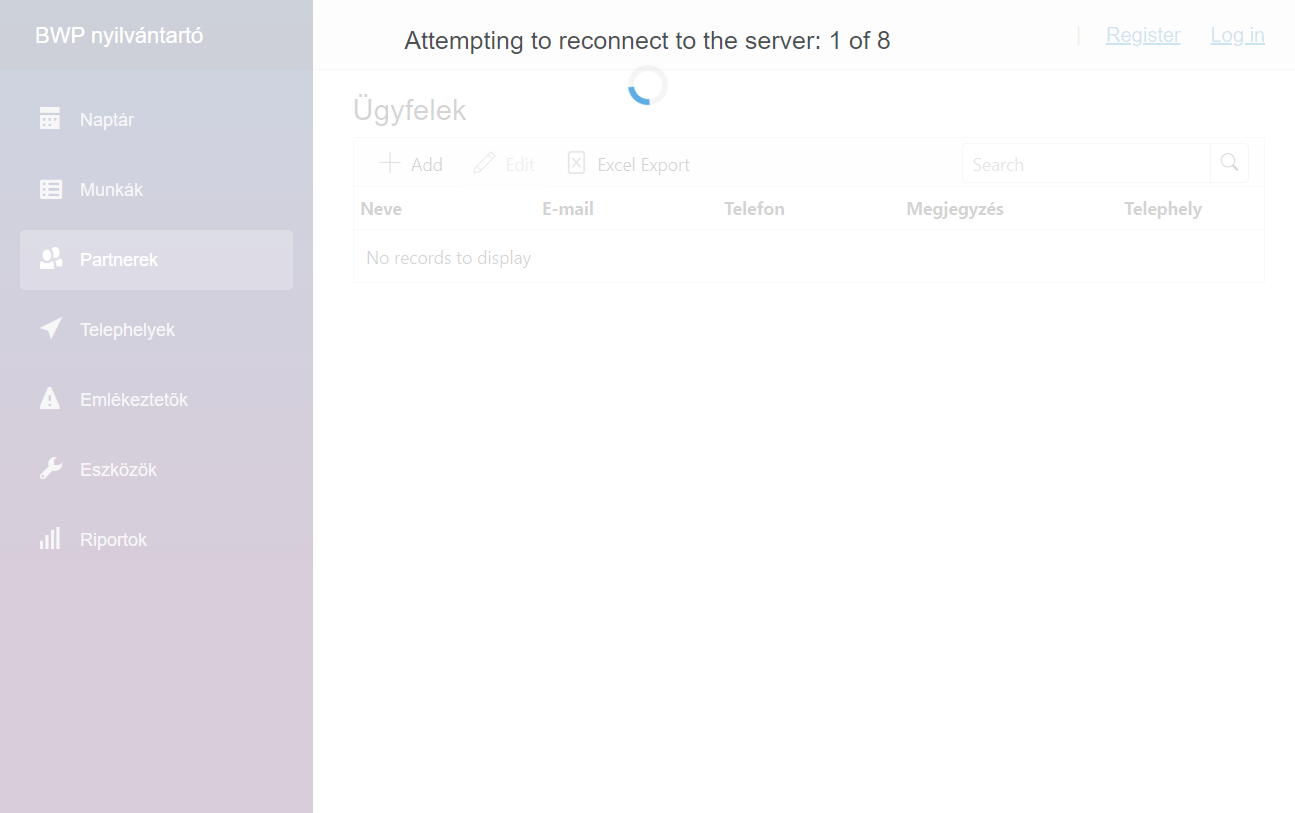 BWP nyilvántartó
Attempting to reconnect to the server: 1 of 8
Register Log in
Naptár
Munkák
Partnerek
Telephelyek
Emlékeztetők
Eszközök
Riportok
Ügyfelek
Add Edit Excel Export Search
Neve E-mail Telefon Megjegyzés Telephely
No records to display